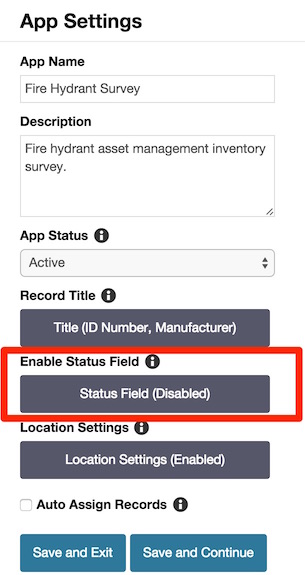 App Settings
App Name
Fire Hydrant Survey
Description
Fire hydrant asset management inventory
survey.
App Status
Active
Record Title
Title (ID Number, Manufacturer)
Enable Status Field
Status Field (Disabled)
Location Settings
Location Settings (Enabled)
Auto Assign Records
Save and Exit Save and Continue